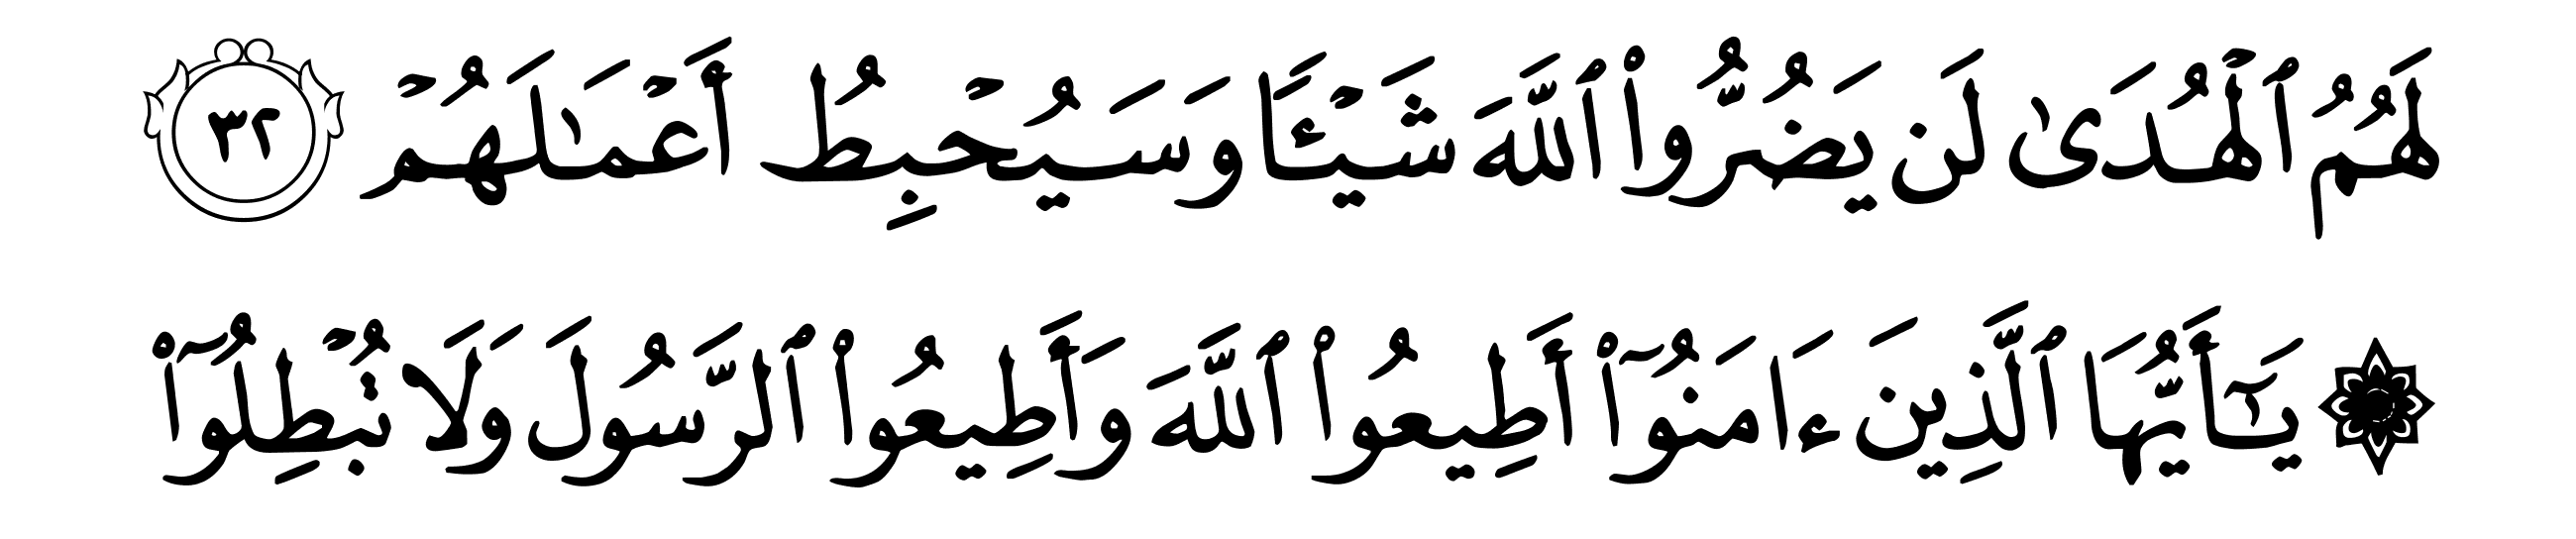 لَهُمُ ٱلۡهُدَىٰ لَن يَضُرُّواْ ٱللَّهَ شَيۡـٔٗا وَسَيُحۡبِطُ أَعۡمَٰلَهُمۡ ٣٢
۞ يَٰٓأَيُّهَا ٱلَّذِينَ ءَامَنُوٓاْ أَطِيعُواْ ٱللَّهَ وَأَطِيعُواْ ٱلرَّسُولَ وَلَا تُبۡطِلُوٓاْ